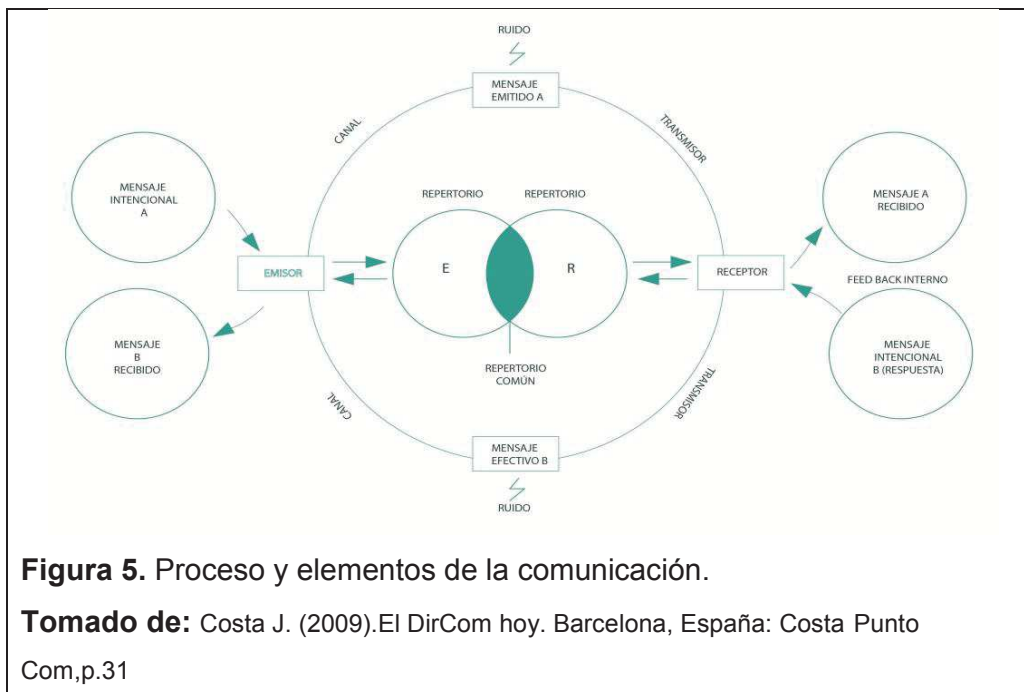 RUIDO
MENSAJE
EMITIDO A
CANAL
TRANSMISOR
MENSAJE
INTENCIONAL
A
REPERTORIO
REPERTORIO
MENSAJE A
RECIBIDO
EMISOR
E
R
RECEPTOR
FEED BACK INTERNO
MENSAJE
B
RECIBIDO
REPERTORIO
COMÚN
MENSAJE
INTENCIONAL
B (RESPUESTA)
CANAL
TRANSMISOR
MENSAJE
EFECTIVO B
RUIDO
Figura 5. Proceso y elementos de la comunicación.
Tomado de: Costa J. (2009).El DirCom hoy. Barcelona, España: Costa Punto
Com,p.31